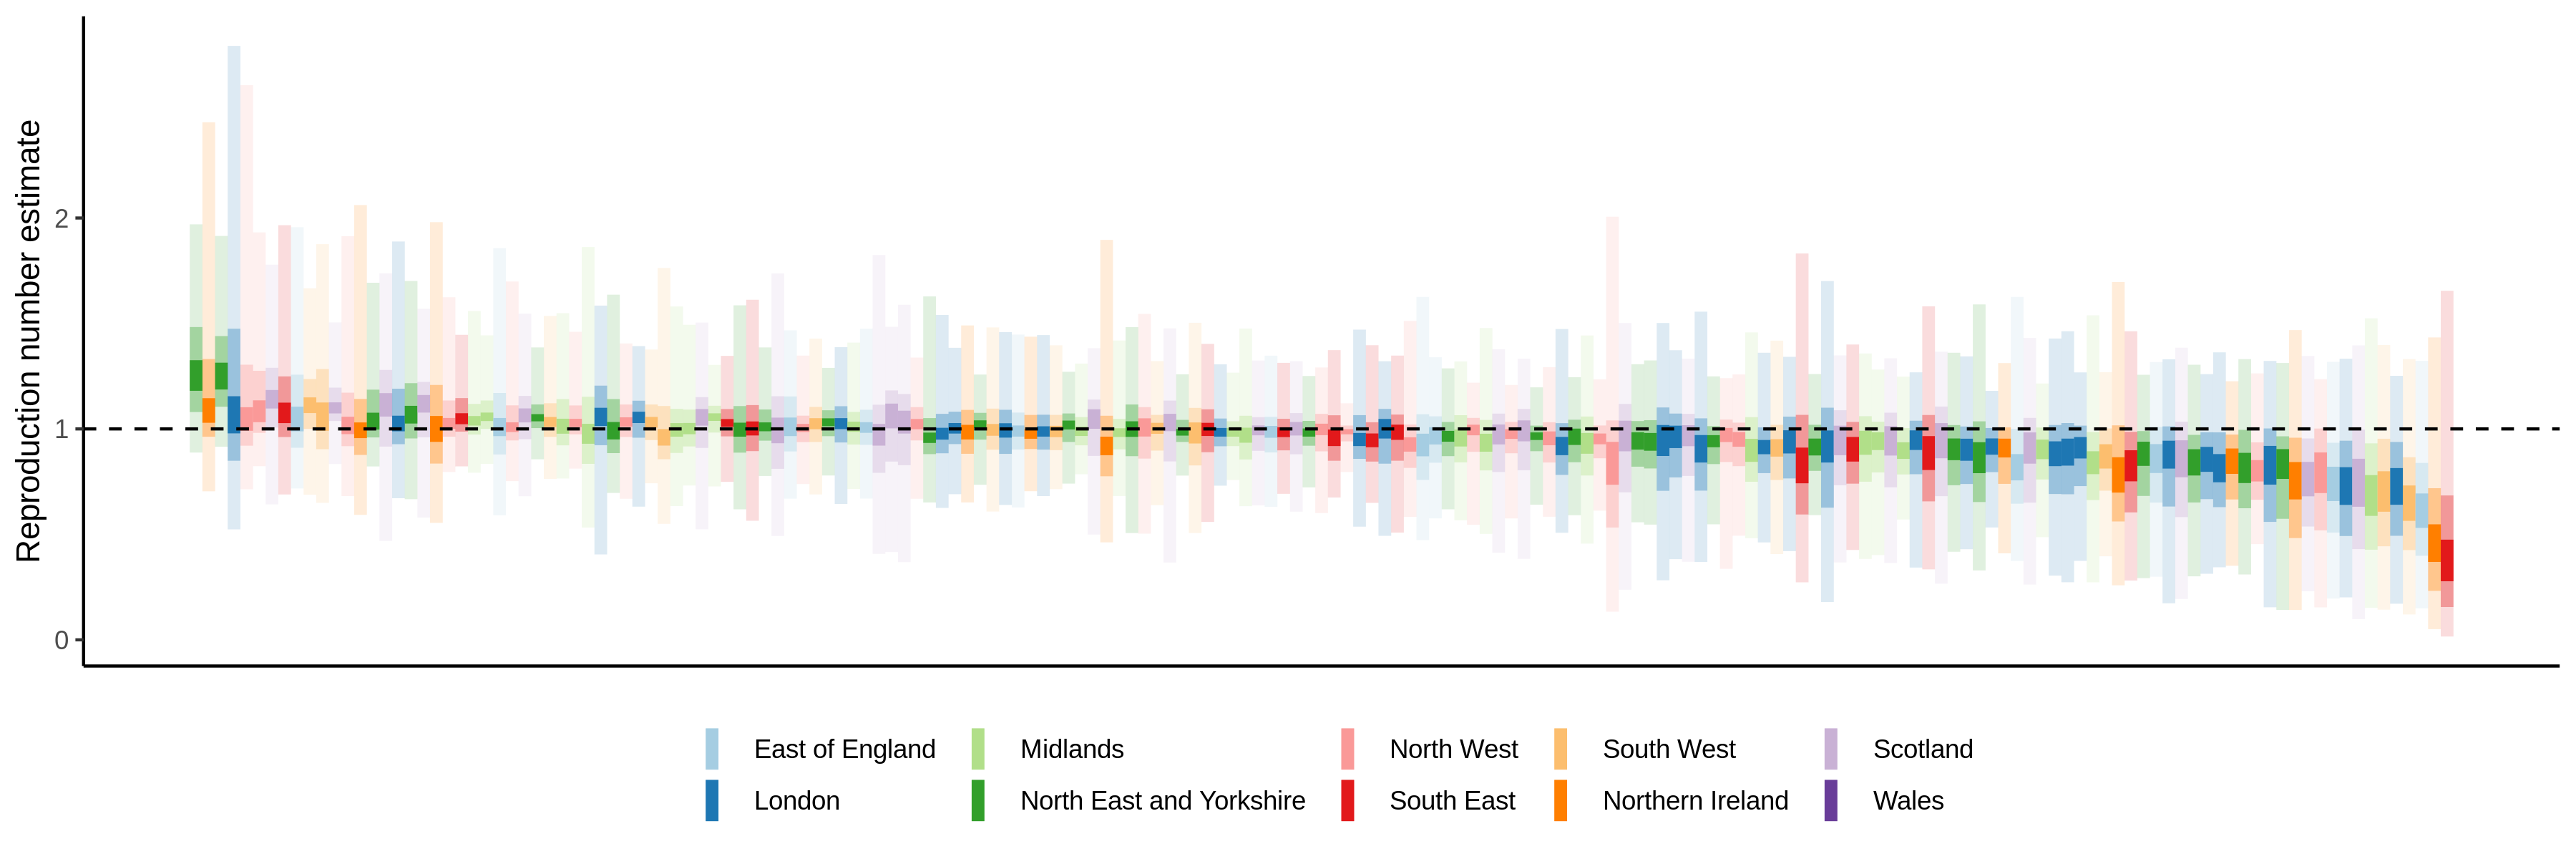 Reproduction number estimate
2
1
0
East of England
Midlands
North West
South West
Scotland
London
North East and Yorkshire
South East
Northern Ireland
Wales